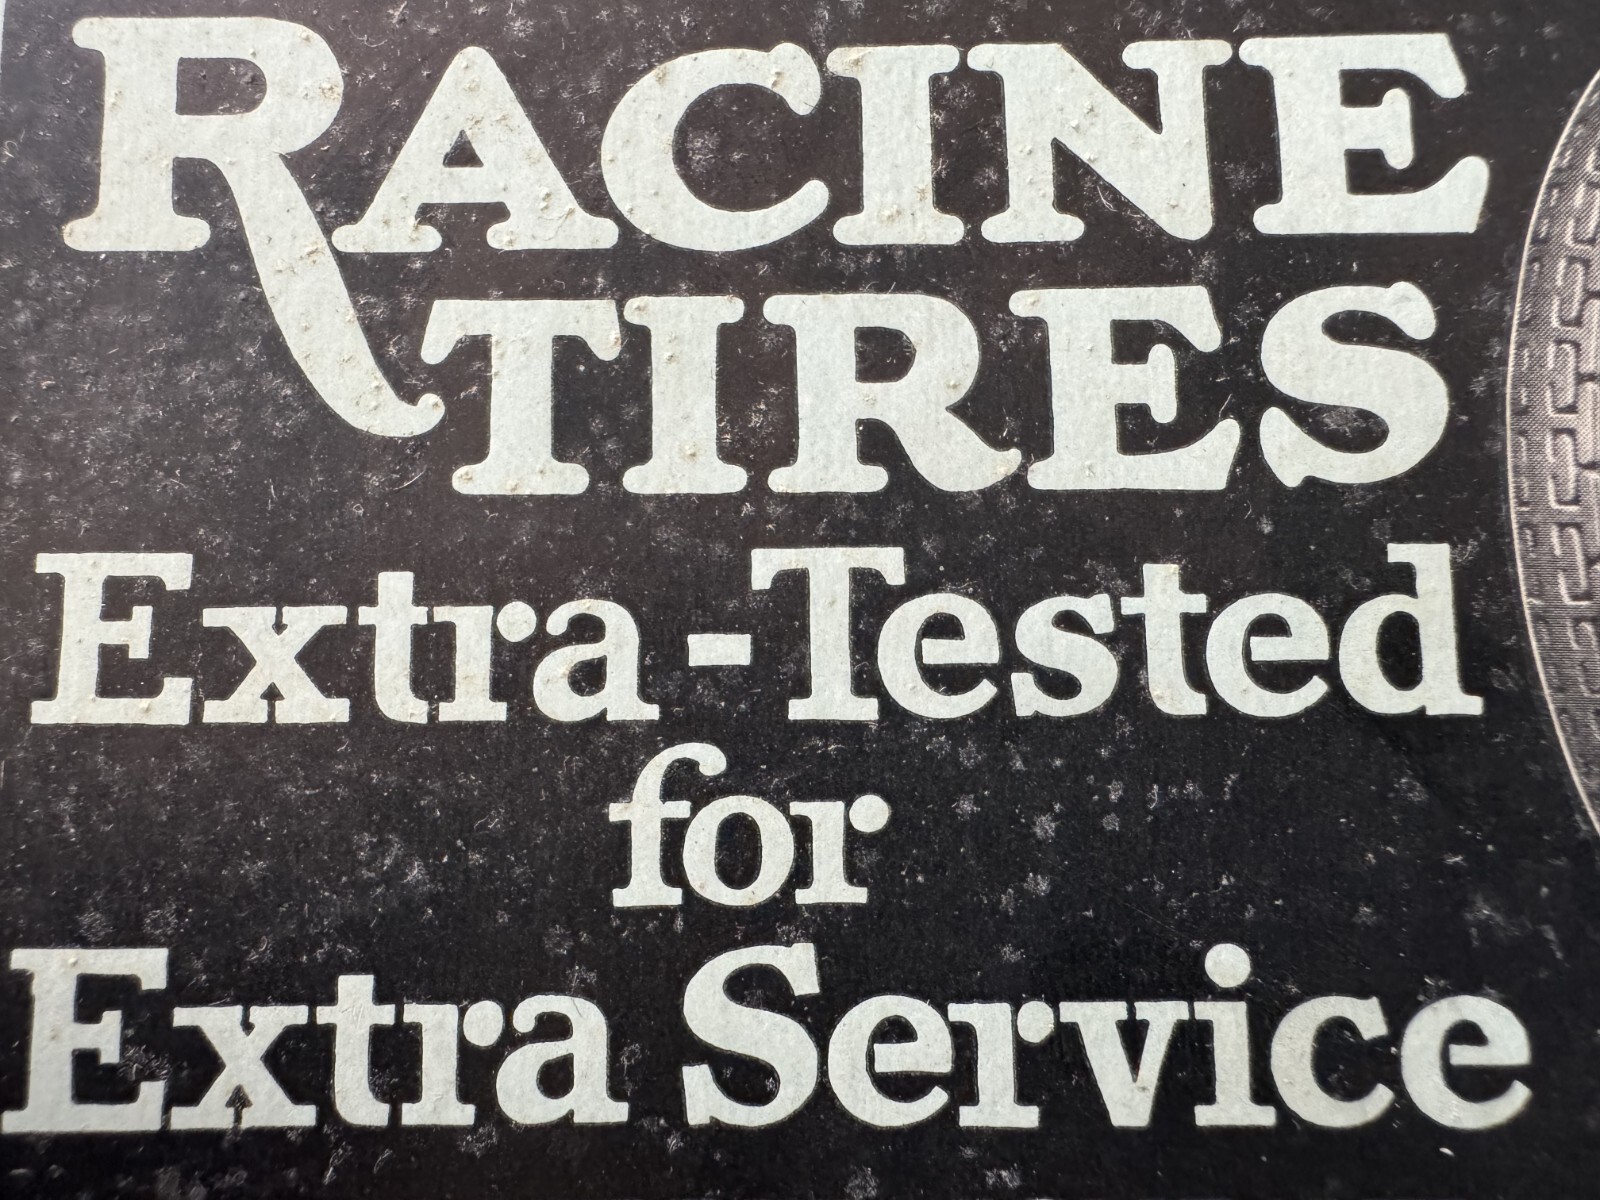 RACINE
TIRES
Extra-Tested
for
Extra Service